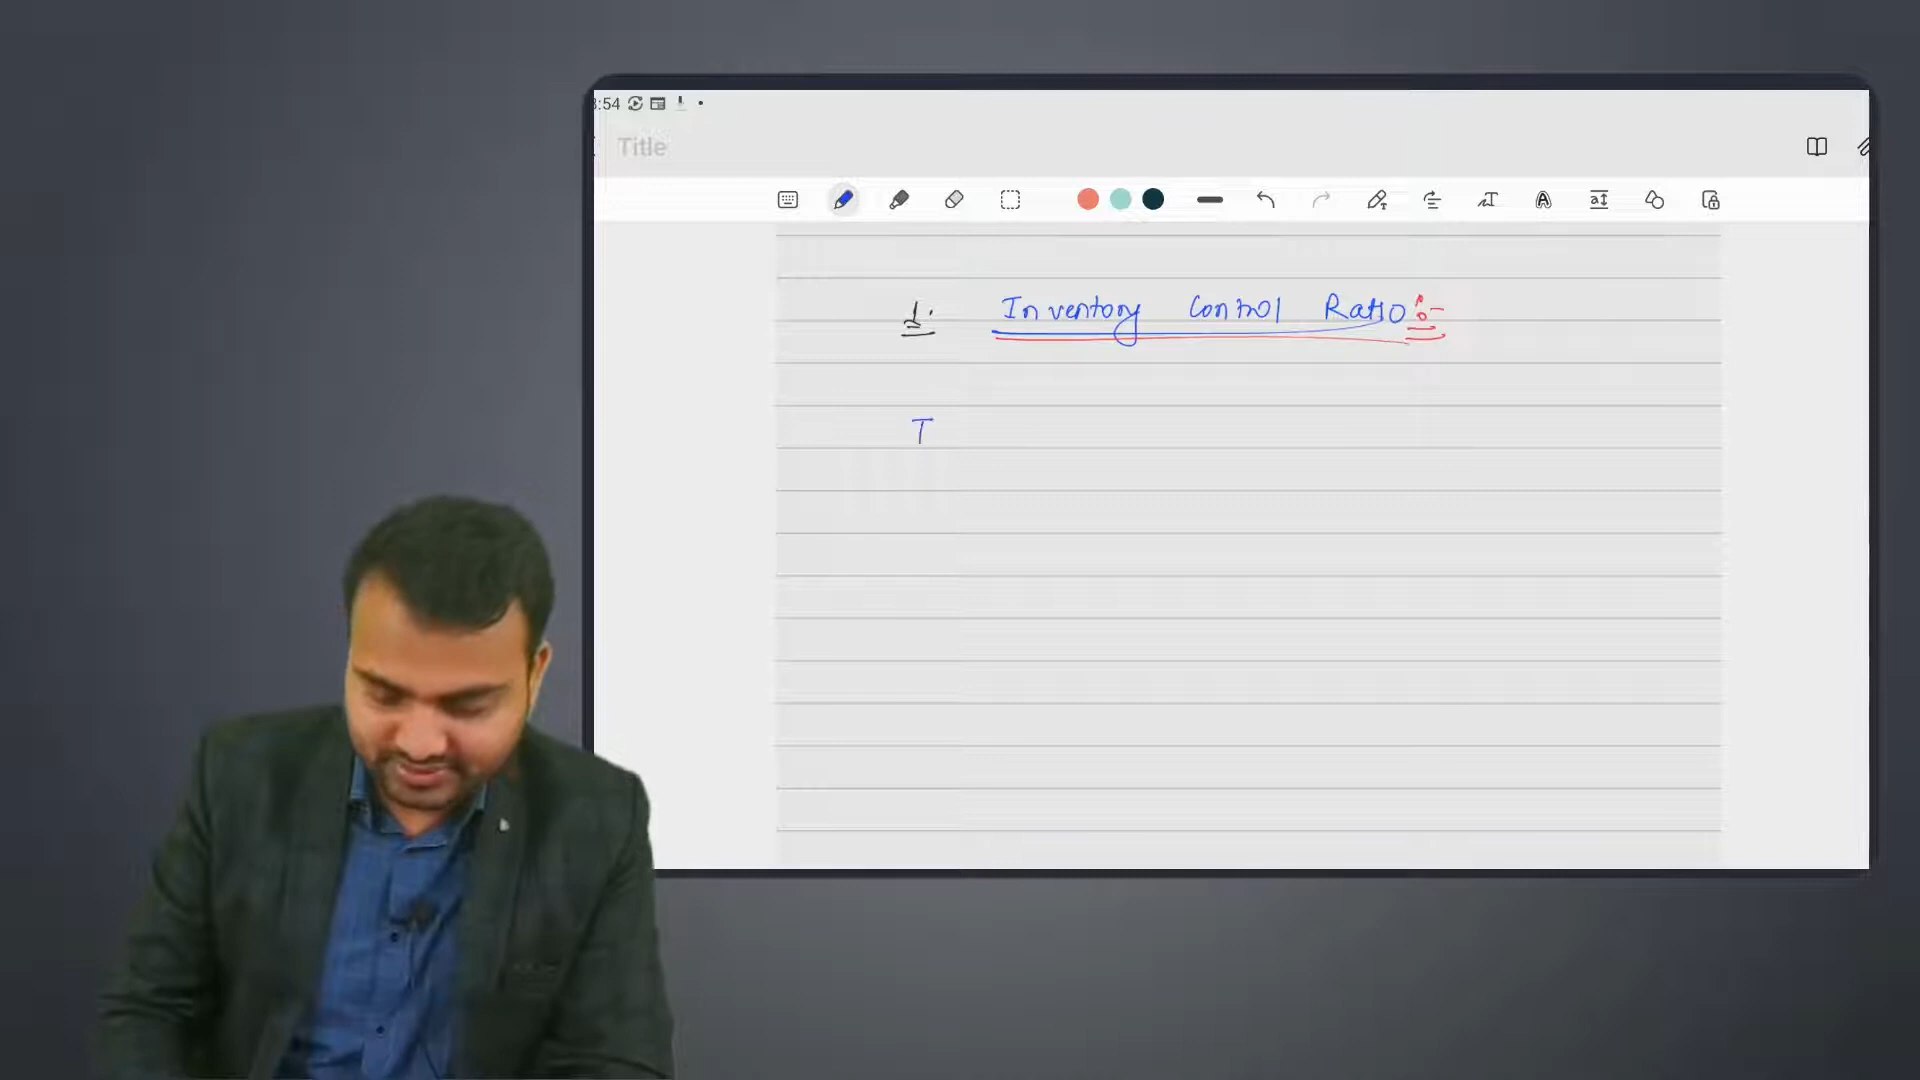 :54
Title
1. Inventory Control Ratio :-
T